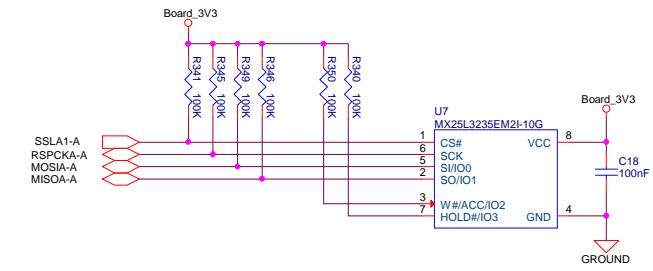 Board_3V3
R341 100K
R345 100K
R349 100K
R346 100K
R350 100K
R340 100K
U7
MX25L3235EM2I-10G
Board_3V3
SSLA1-A
RSPCKA-A
MOSIA-A
MISOA-A
1
6
5
2
3
7
CS#
SCK
SI/IO0
SO/IO1
W#/ACC/IO2
HOLD#/IO3
VCC
GND
8
4
C18
100nF
GROUND